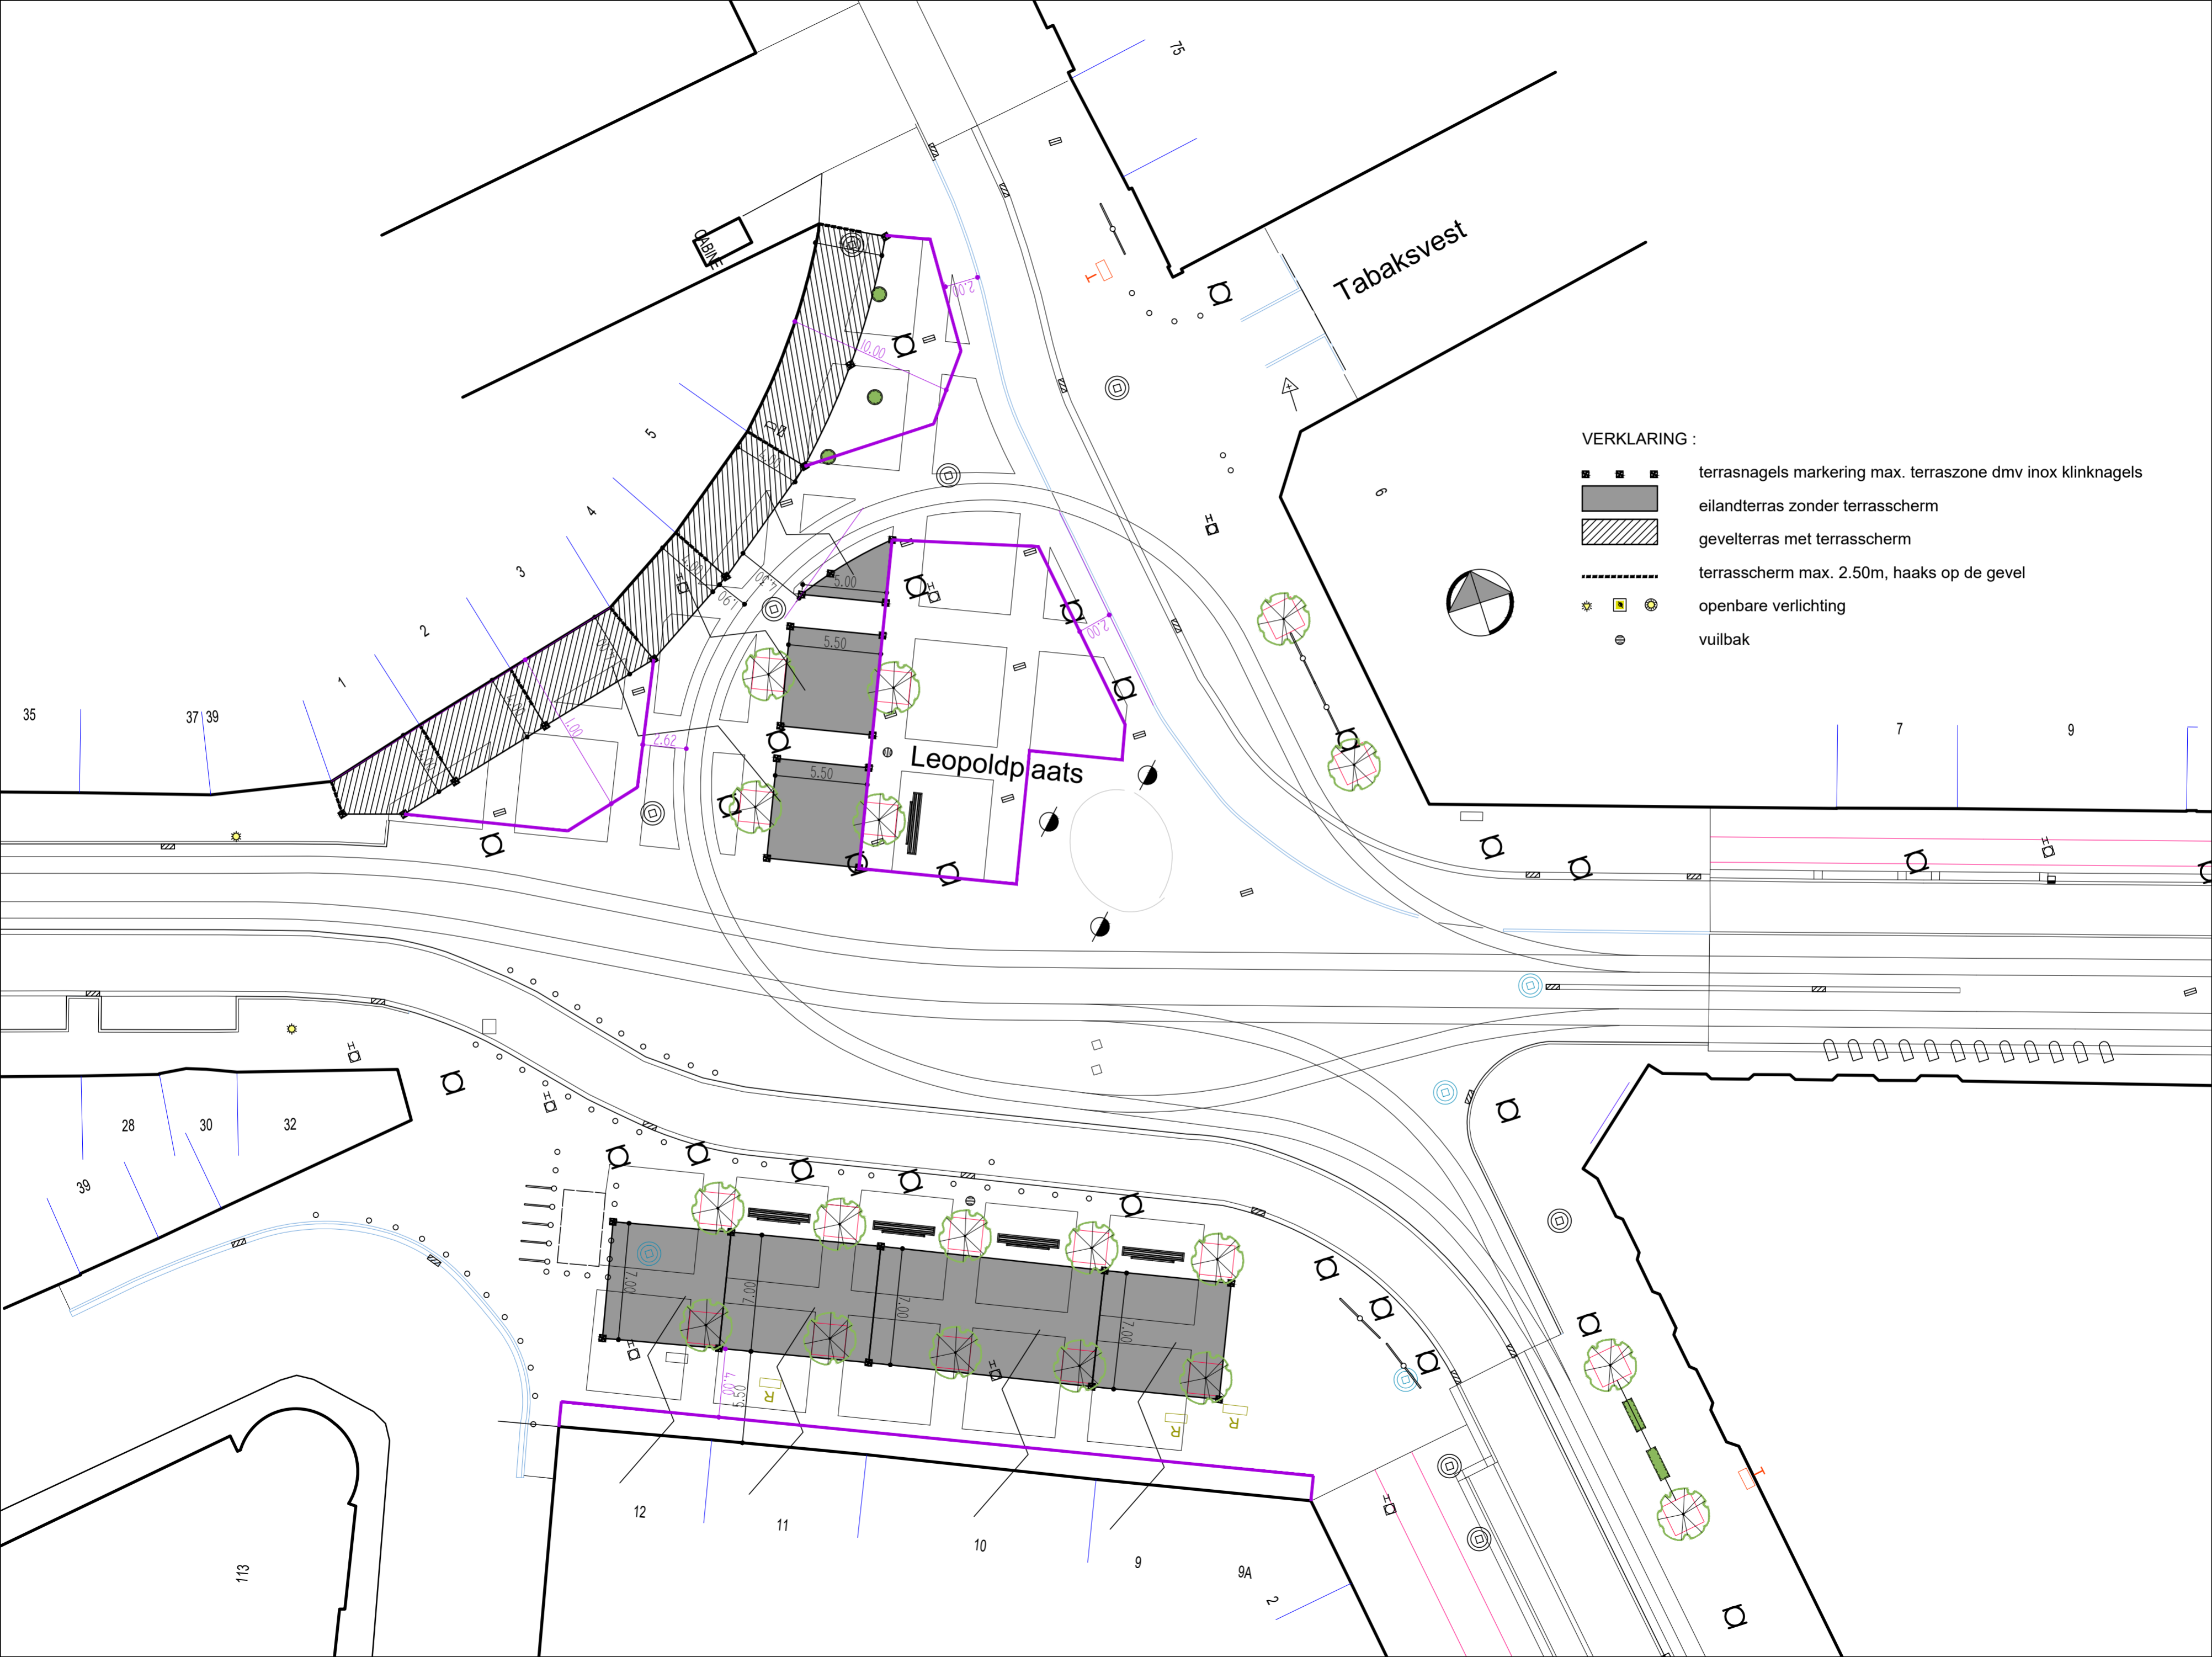 75
Tabaksvest
CABINE
2.00
10.00
5
4
3
2
1
4.30
1.90
5.00
5.50
2.00
6
VERKLARING :
terrasnagels markering max. terraszone dmv inox klinknagels
eilandterras zonder terrasscherm
gevelterras met terrasscherm
terrasscherm max. 2.50m, haaks op de gevel
openbare verlichting
vuilbak
35
37
39
2.62
5.50
Leopoldplaats
7
9
H
H
H
H
H
H
H
H
H
28
30
32
39
7.00
7.00
7.00
7.00
4.00
5.50
R
R
R
T
T
12
11
10
9
9A
2
113